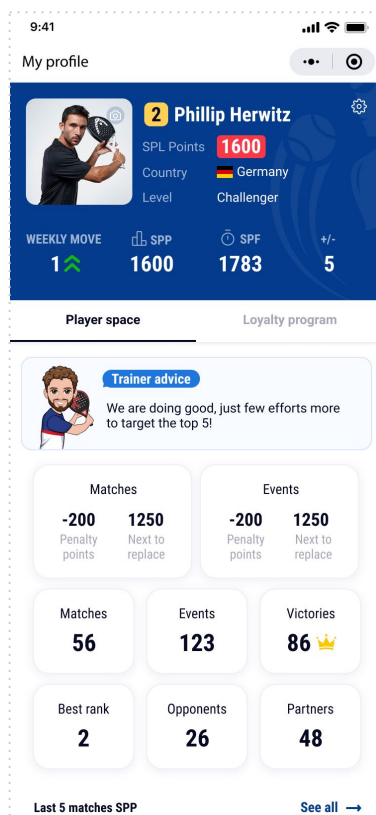 9:41
My profile
2 Phillip Herwitz
SPL Points 1600
Country Germany
Level Challenger
WEEKLY MOVE SPP SPF +/-
1 1600 1783 5
Player space Loyalty program
Trainer advice
We are doing good, just few efforts more
to target the top 5!
Matches Events
-200 1250 -200 1250
Penalty Next to Penalty Next to
points replace points replace
Matches Events Victories
56 123 86
Best rank Opponents Partners
2 26 48
Last 5 matches SPP See all →